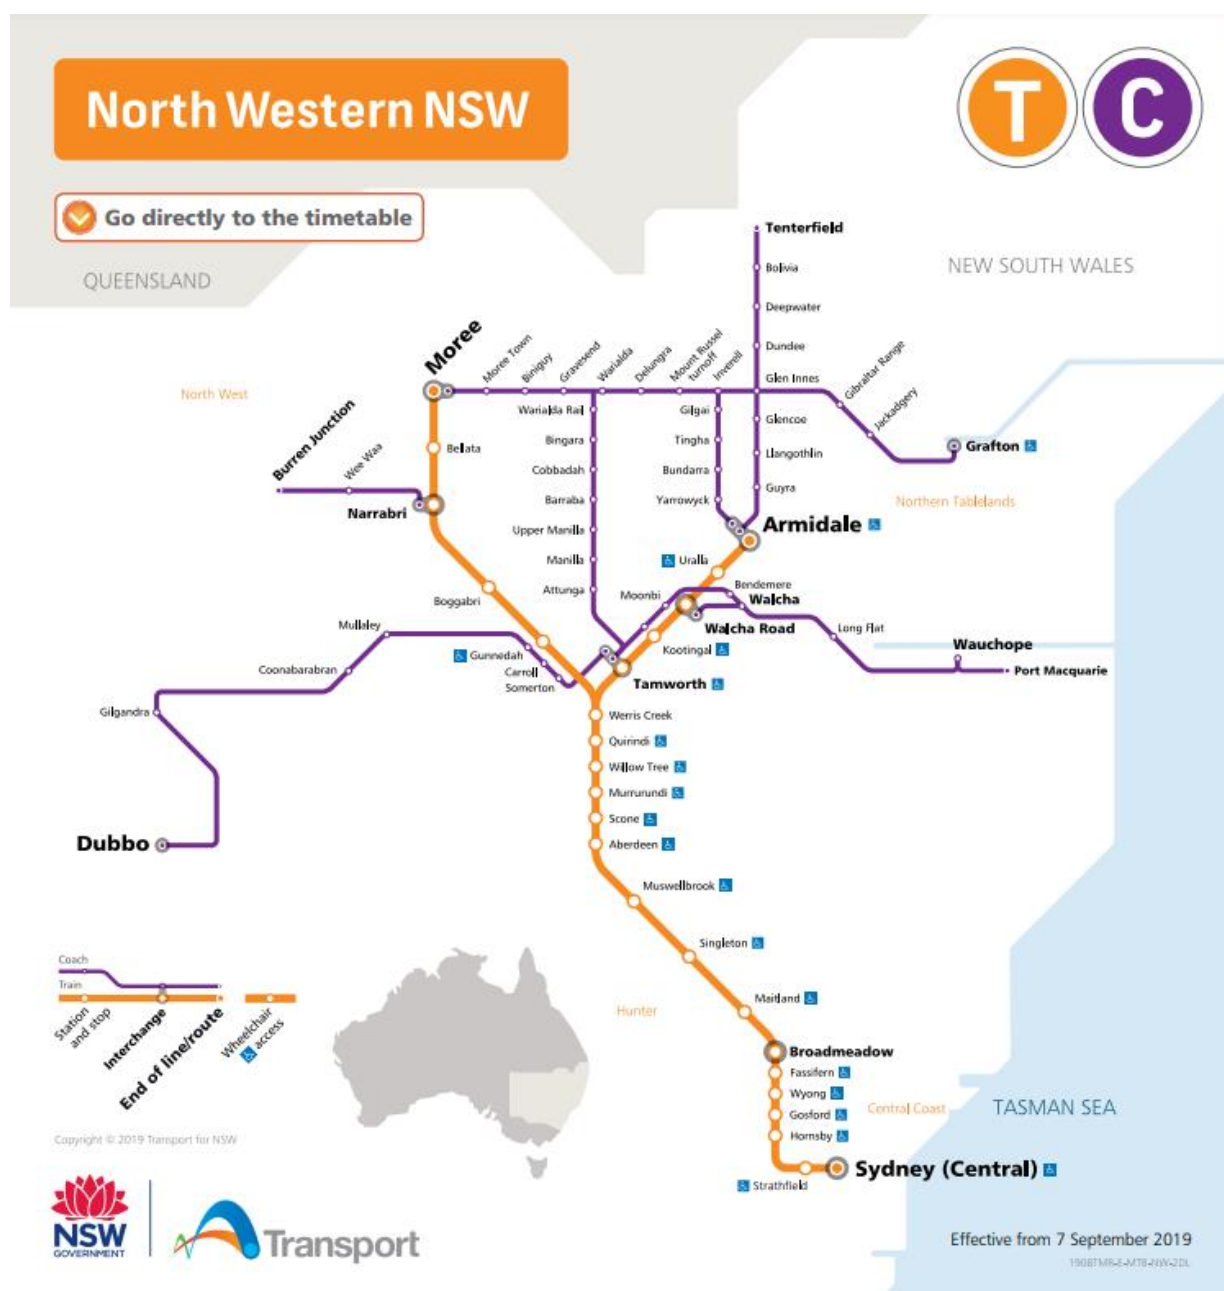 North Western NSW
T C
Go directly to the timetable
QUEENSLAND
NEW SOUTH WALES
Tenterfield
Bolivia
Deepwater
Dundee
Glen Innes
Moree
Moree Town
Biniguy
Gravesend
Warialda
Delungra
Mount Russel
turnoff
Inverell
Gibraltar Range
Jackadgery
Grafton
North West
Burren Junction
Wee Waa
Narrabri
Bellata
Warialda Rail
Bingara
Cobbadah
Barraba
Upper Manilla
Manilla
Attunga
Gilgai
Tingha
Bundarra
Yarrowyck
Glencoe
Llangothlin
Guyra
Northern Tablelands
Armidale
Uralla
Boggabri
Moonbi
Bendemere
Walcha
Walcha Road
Long Flat
Wauchope
Port Macquarie
Mullaley
Coonabarabran
Gilgandra
Dubbo
Gunnedah
Carroll
Somerton
Kootingal
Tamworth
Werris Creek
Quirindi
Willow Tree
Murrurundi
Scone
Aberdeen
Muswellbrook
Singleton
Maitland
Hunter
Broadmeadow
Fassifern
Wyong
Gosford
Hornsby
Central Coast
TASMAN SEA
Strathfield
Sydney (Central)
Coach
Train
Station
and stop
Interchange
End of line/route
Wheelchair
access
Copyright © 2019 Transport for NSW
NSW
GOVERNMENT
Transport
Effective from 7 September 2019